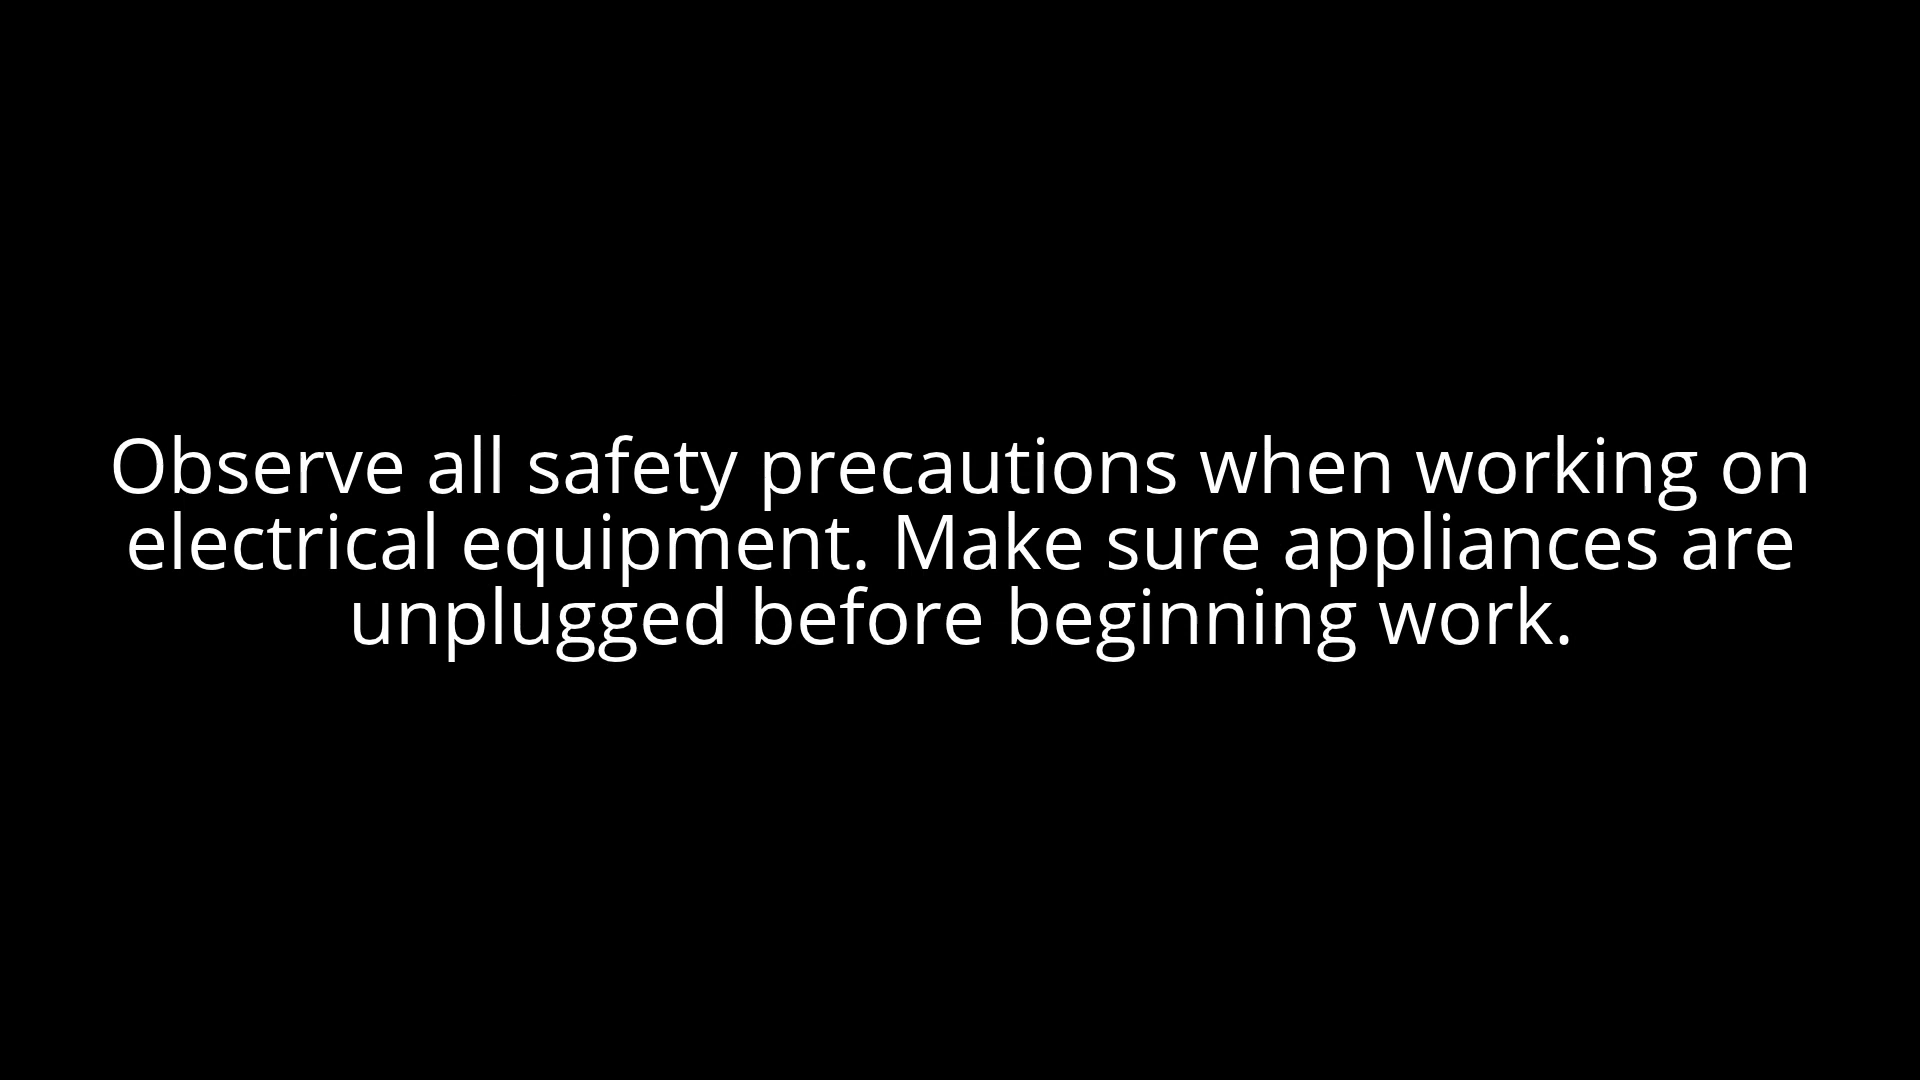 Observe all safety precautions when working on
electrical equipment. Make sure appliances are
unplugged before beginning work.